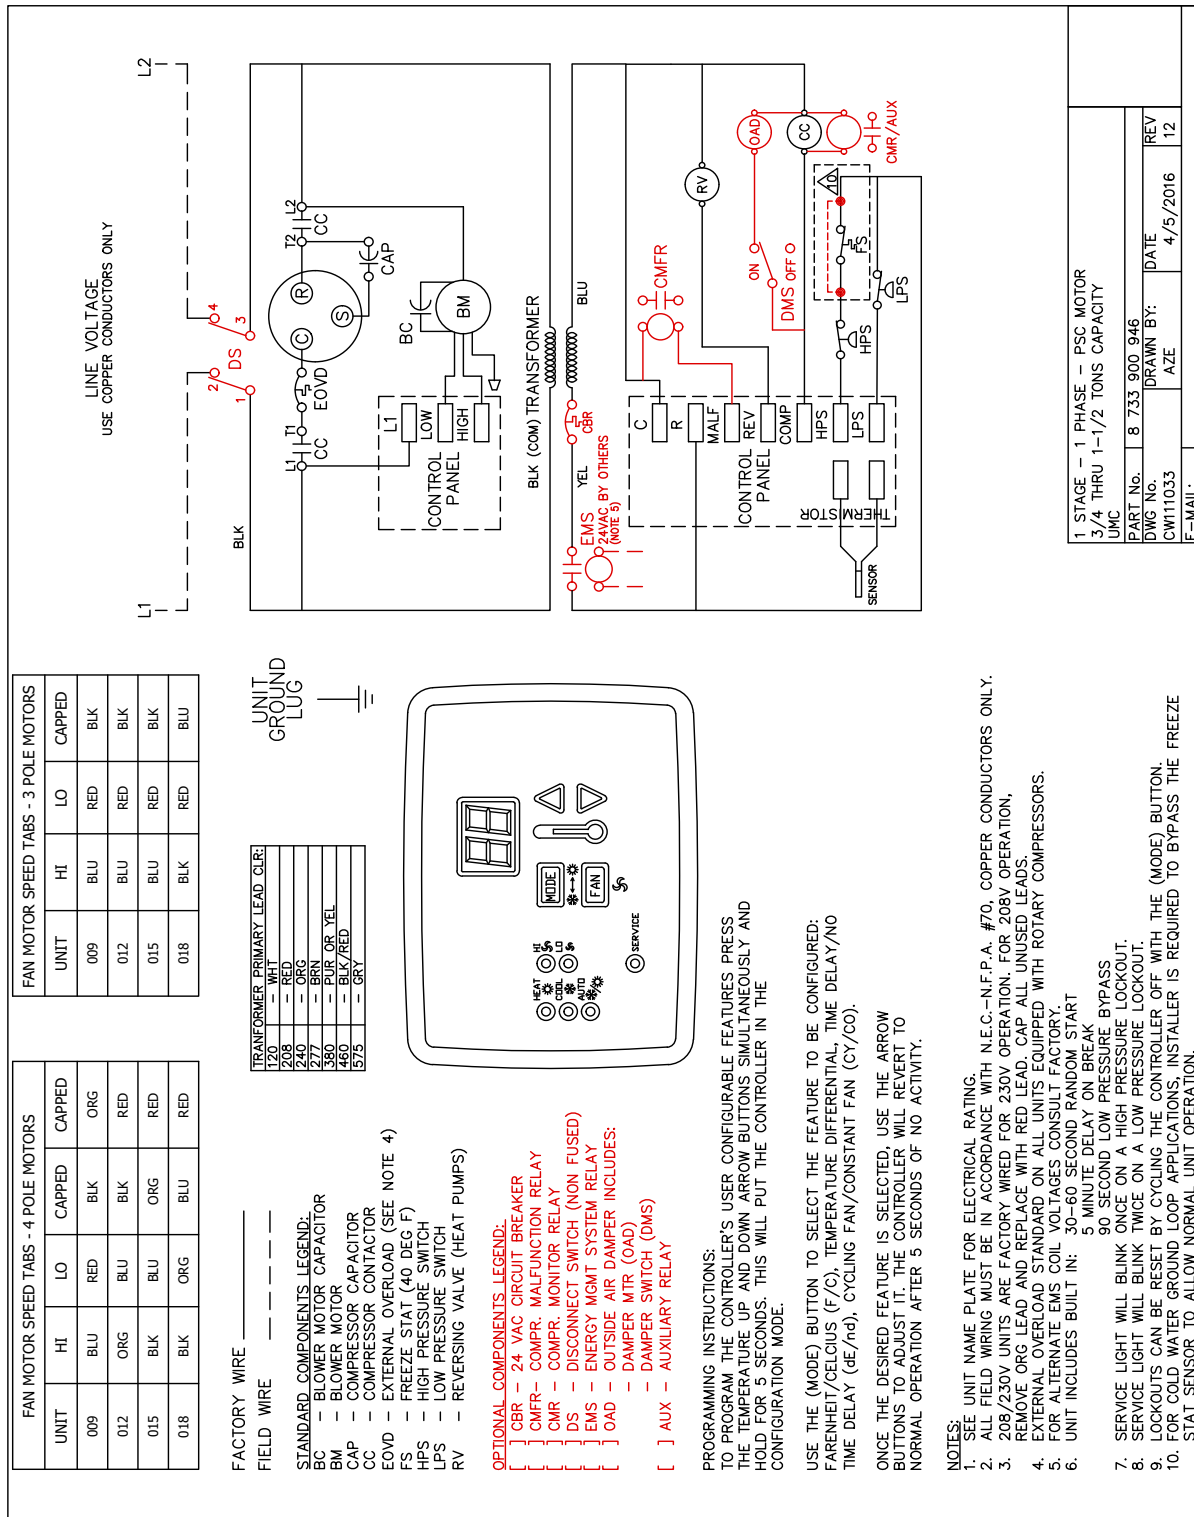 FAN MOTOR SPEED TABS - 4 POLE MOTORS
UNIT HI LO CAPPED CAPPED
009 BLU RED BLK ORG
012 ORG BLU BLK RED
015 BLK BLU ORG RED
018 BLK ORG BLU RED
FAN MOTOR SPEED TABS - 3 POLE MOTORS
UNIT HI LO CAPPED
009 BLU RED BLK
012 BLU RED BLK
015 BLU RED BLK
018 BLK RED BLU
FACTORY WIRE
FIELD WIRE
STANDARD COMPONENTS LEGEND:
BC – BLOWER MOTOR CAPACITOR
BM – BLOWER MOTOR
CAP – COMPRESSOR CAPACITOR
CC – COMPRESSOR CONTACTOR
EOVD – EXTERNAL OVERLOAD (SEE NOTE 4)
FS – FREEZE STAT (40 DEG F)
HPS – HIGH PRESSURE SWITCH
LPS – LOW PRESSURE SWITCH
RV – REVERSING VALVE (HEAT PUMPS)
OPTIONAL COMPONENTS LEGEND:
[ ] CBR – 24 VAC CIRCUIT BREAKER
[ ] CMFR– COMPR. MALFUNCTION RELAY
[ ] CMR – COMPR. MONITOR RELAY
[ ] DS – DISCONNECT SWITCH (NON FUSED)
[ ] EMS – ENERGY MGMT SYSTEM RELAY
[ ] OAD – OUTSIDE AIR DAMPER INCLUDES:
– DAMPER MTR (OAD)
– DAMPER SWITCH (DMS)
[ ] AUX – AUXILIARY RELAY
TRANFORMER PRIMARY LEAD CLR:
120 – WHT
208 – RED
240 – ORG
277 – BRN
380 – PUR OR YEL
460 – BLK/RED
575 – GRY
UNIT
GROUND
LUG
HEAT
COOL
AUTO
HI
LO
MODE
FAN
SERVICE
PROGRAMMING INSTRUCTIONS:
TO PROGRAM THE CONTROLLER'S USER CONFIGURABLE FEATURES PRESS
THE TEMPERATURE UP AND DOWN ARROW BUTTONS SIMULTANEOUSLY AND
HOLD FOR 5 SECONDS. THIS WILL PUT THE CONTROLLER IN THE
CONFIGURATION MODE.
USE THE (MODE) BUTTON TO SELECT THE FEATURE TO BE CONFIGURED:
FARENHEIT/CELCIUS (F/C), TEMPERATURE DIFFERENTIAL, TIME DELAY/NO
TIME DELAY (dE/nd), CYCLING FAN/CONSTANT FAN (CY/CO).
ONCE THE DESIRED FEATURE IS SELECTED, USE THE ARROW
BUTTONS TO ADJUST IT. THE CONTROLLER WILL REVERT TO
NORMAL OPERATION AFTER 5 SECONDS OF NO ACTIVITY.
NOTES:
1. SEE UNIT NAME PLATE FOR ELECTRICAL RATING.
2. ALL FIELD WIRING MUST BE IN ACCORDANCE WITH N.E.C.–N.F.P.A. #70, COPPER CONDUCTORS ONLY.
3. 208/230V UNITS ARE FACTORY WIRED FOR 230V OPERATION. FOR 208V OPERATION,
REMOVE ORG LEAD AND REPLACE WITH RED LEAD. CAP ALL UNUSED LEADS.
4. EXTERNAL OVERLOAD STANDARD ON ALL UNITS EQUIPPED WITH ROTARY COMPRESSORS.
5. FOR ALTERNATE EMS COIL VOLTAGES CONSULT FACTORY.
6. UNIT INCLUDES BUILT IN: 30–60 SECOND RANDOM START
5 MINUTE DELAY ON BREAK
90 SECOND LOW PRESSURE BYPASS
7. SERVICE LIGHT WILL BLINK ONCE ON A HIGH PRESSURE LOCKOUT.
8. SERVICE LIGHT WILL BLINK TWICE ON A LOW PRESSURE LOCKOUT.
9. LOCKOUTS CAN BE RESET BY CYCLING THE CONTROLLER OFF WITH THE (MODE) BUTTON.
10. FOR COLD WATER GROUND LOOP APPLICATIONS, INSTALLER IS REQUIRED TO BYPASS THE FREEZE
STAT SENSOR TO ALLOW NORMAL UNIT OPERATION.
LINE VOLTAGE
USE COPPER CONDUCTORS ONLY
L1
L2
2
4
DS
1
3
BLK
L1
CC
T1
EOVD
C
R
S
T2
CC
L2
CAP
BC
BM
L1
LOW
HIGH
CONTROL
PANEL
BLK (COM) TRANSFORMER
EMS
24VAC BY OTHERS
(NOTE 5)
YEL
CBR
BLU
C
R
MALF
REV
COMP
HPS
LPS
CONTROL
PANEL
THERMISTOR
SENSOR
CMFR
RV
ON
DMS OFF
OAD
CC
CMR/AUX
10
FS
HPS
LPS
1 STAGE – 1 PHASE – PSC MOTOR
3/4 THRU 1–1/2 TONS CAPACITY
UMC
PART No. 8 733 900 946
DWG No. DRAWN BY: DATE REV
CW11033 AZE 4/5/2016 12
E–MAIL: